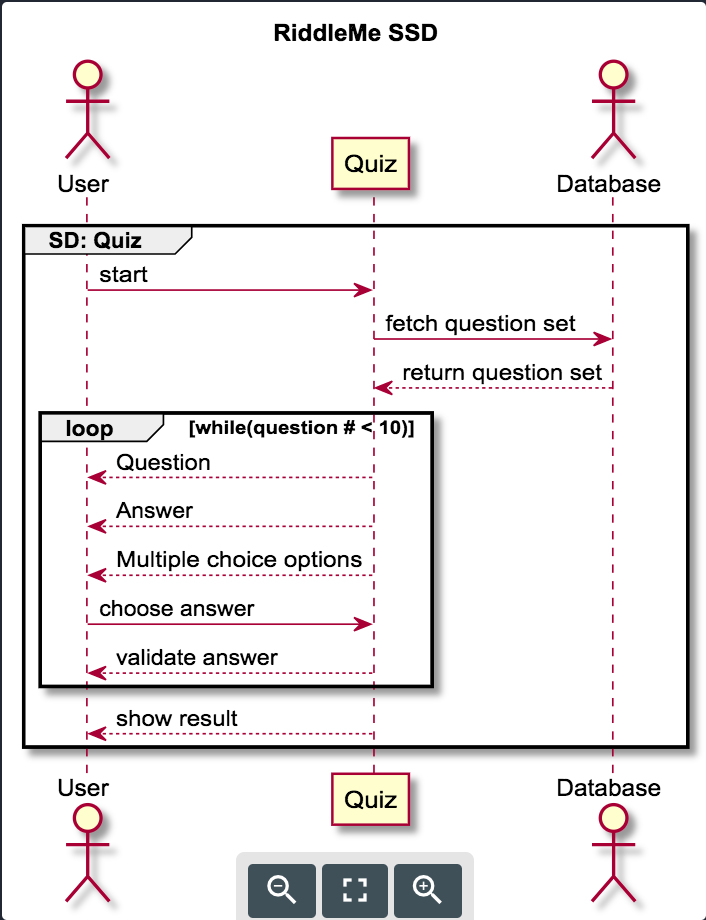 RiddleMe SSD
User
Quiz
Database
SD: Quiz
start
fetch question set
return question set
loop [while(question # < 10)]
Question
Answer
Multiple choice options
choose answer
validate answer
show result
User
Quiz
Database